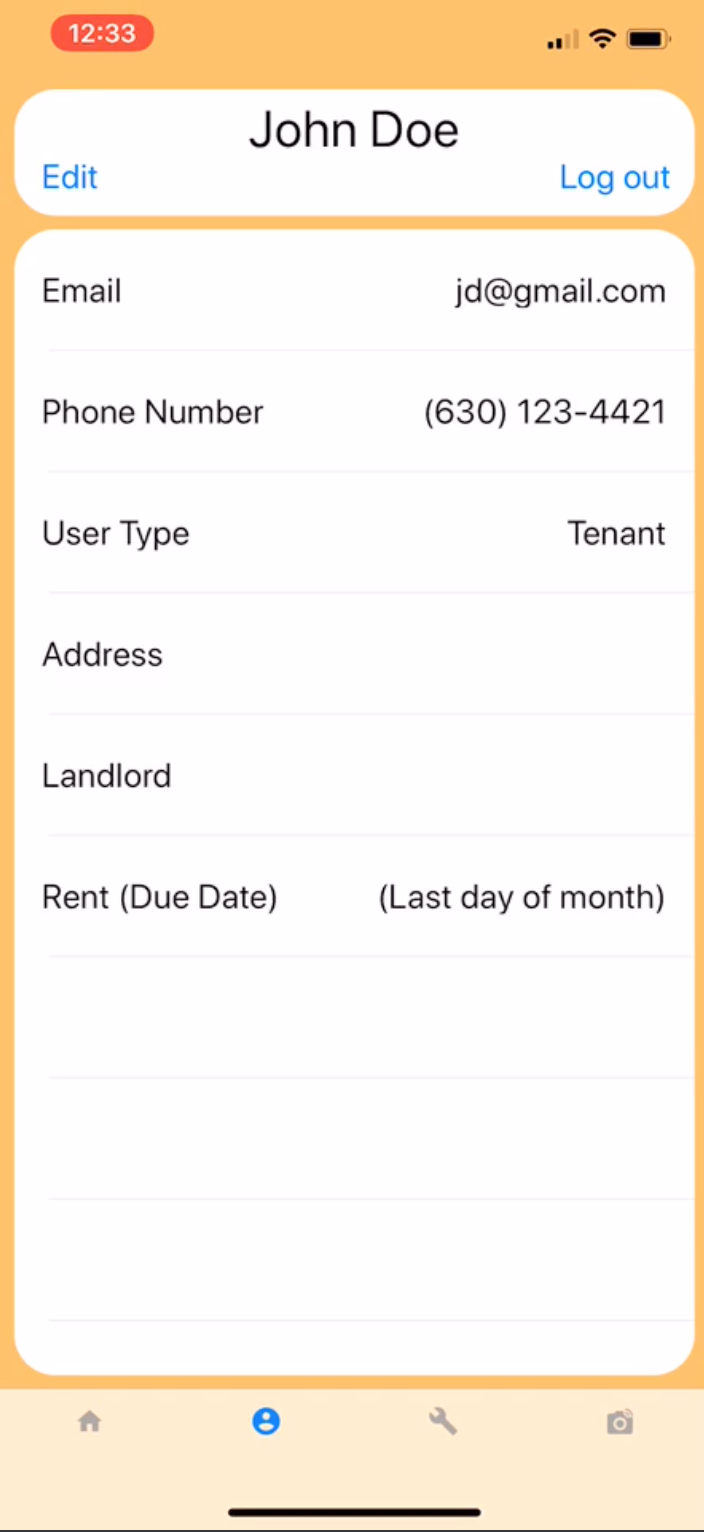 12:33
John Doe
Edit Log out
Email jd@gmail.com
Phone Number (630) 123-4421
User Type Tenant
Address
Landlord
Rent (Due Date) (Last day of month)